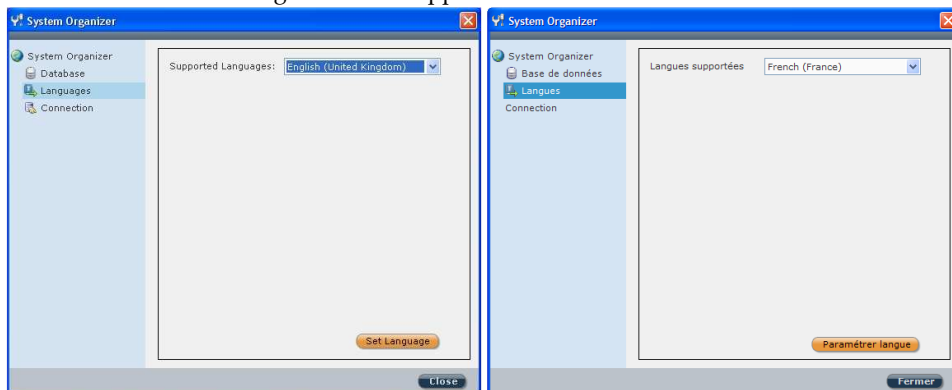 System Organizer
System Organizer
Database
Languages
Connection
Supported Languages: English (United Kingdom)
Set Language
Close
System Organizer
System Organizer
Base de données
Langues
Connection
Langues supportées French (France)
Paramétrer langue
Fermer